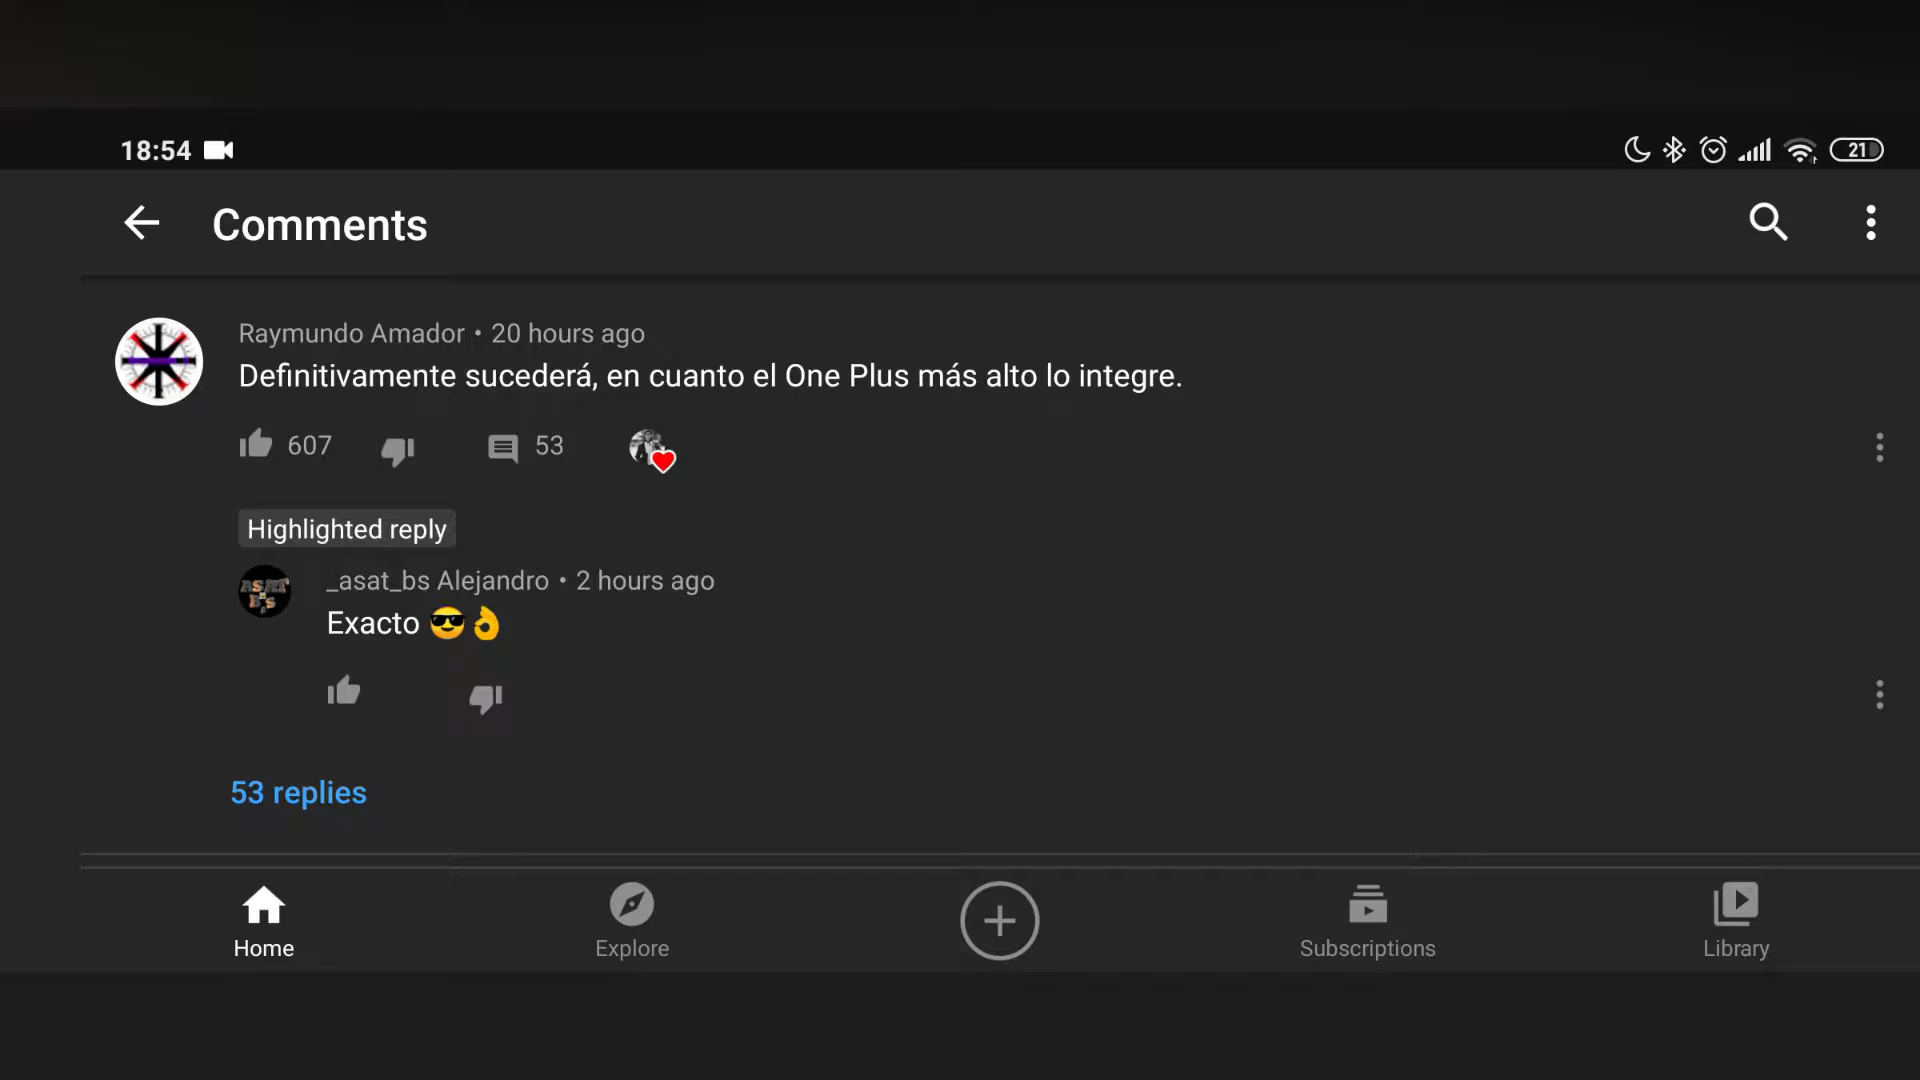 18:54
21
Comments
Raymundo Amador • 20 hours ago
Definitivamente sucederá, en cuanto el One Plus más alto lo integre.
607
53
Highlighted reply
_asat_bs Alejandro • 2 hours ago
Exacto 😎👌
53 replies
Home
Explore
Subscriptions
Library